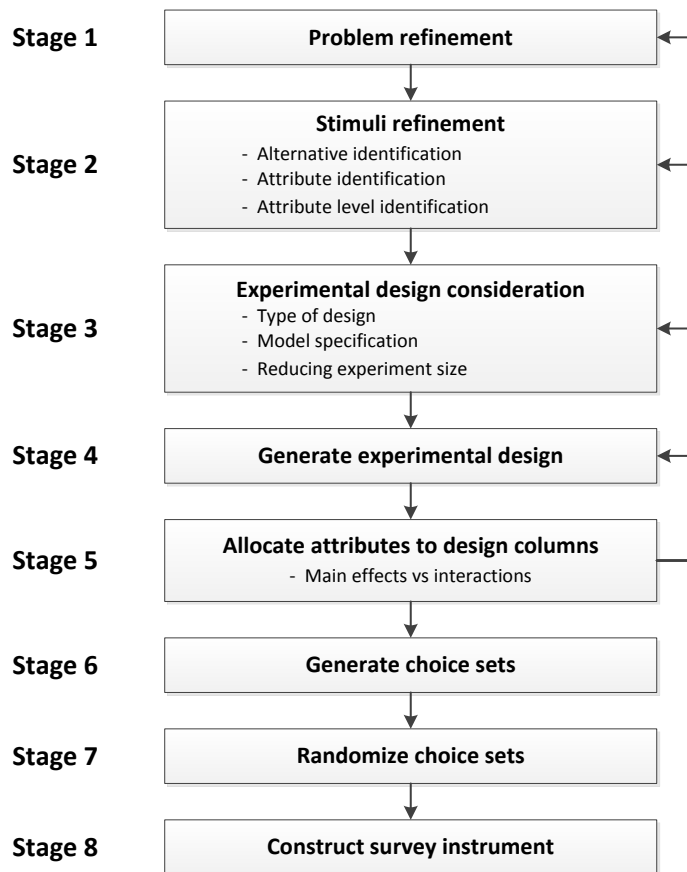 Stage 1
Problem refinement
Stage 2
Stimuli refinement
- Alternative identification
- Attribute identification
- Attribute level identification
Stage 3
Experimental design consideration
- Type of design
- Model specification
- Reducing experiment size
Stage 4
Generate experimental design
Stage 5
Allocate attributes to design columns
- Main effects vs interactions
Stage 6
Generate choice sets
Stage 7
Randomize choice sets
Stage 8
Construct survey instrument